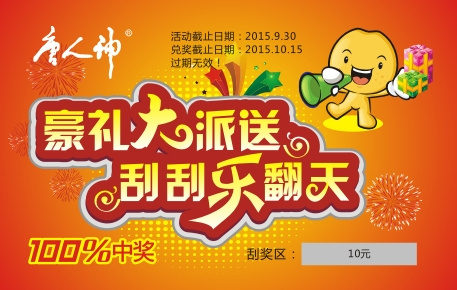 唐人神®
活动截止日期：2015.9.30
兑奖截止日期：2015.10.15
过期无效！
豪礼大派送
刮刮乐翻天
100%中奖
刮奖区：
10元